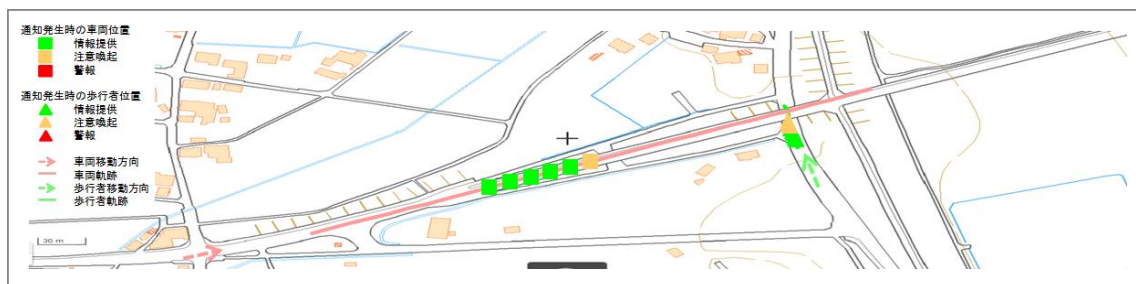 通知発生時の車両位置
情報提供
注意喚起
警報
通知発生時の歩行者位置
情報提供
注意喚起
警報
車両移動方向
車両軌跡
歩行者移動方向
歩行者軌跡
30 m